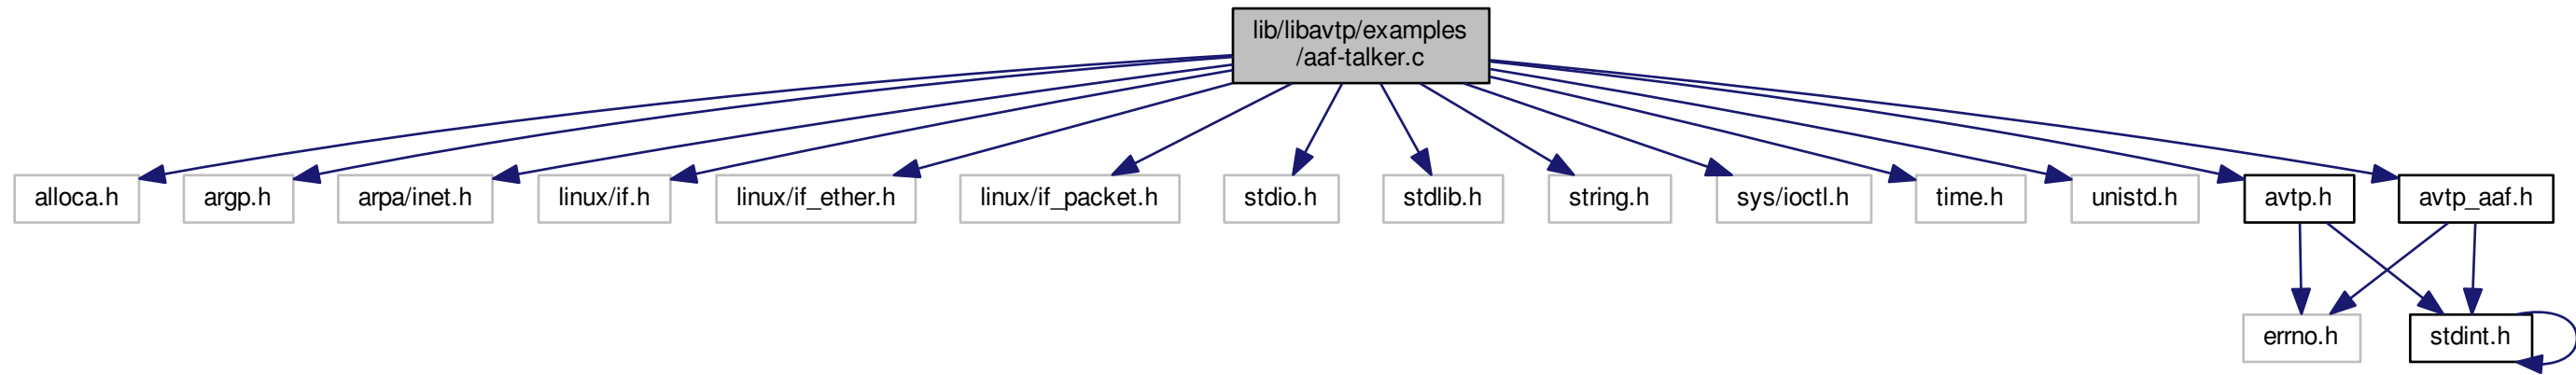 lib/libavtp/examples
/aaf-talker.c
alloca.h
argp.h
arpa/inet.h
linux/if.h
linux/if_ether.h
linux/if_packet.h
stdio.h
stdlib.h
string.h
sys/ioctl.h
time.h
unistd.h
avtp.h
avtp_aaf.h
errno.h
stdint.h